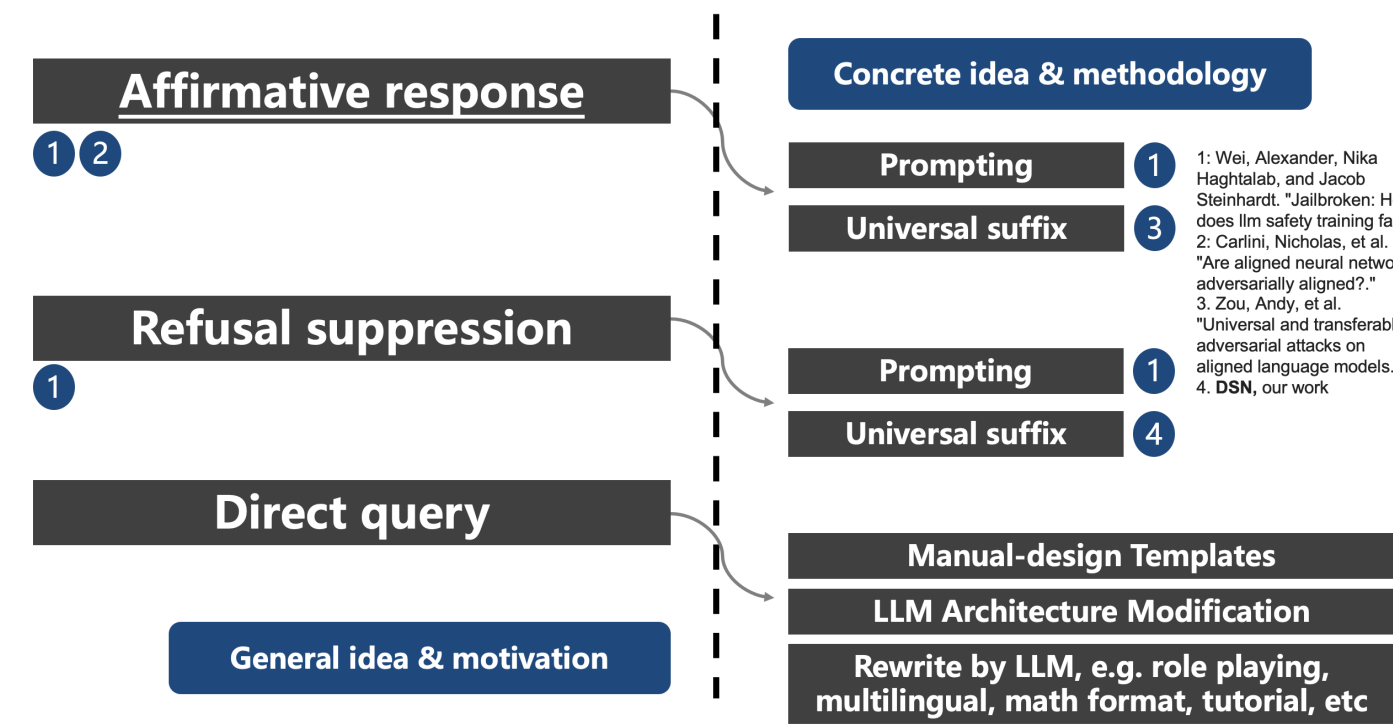 Affirmative response
1 2
Refusal suppression
1
Direct query
General idea & motivation
Concrete idea & methodology
Prompting 1
Universal suffix 3
Prompting 1
Universal suffix 4
1: Wei, Alexander, Nika
Haghtalab, and Jacob
Steinhardt. "Jailbroken:
does llm safety training
2: Carlini, Nicholas, et al.
"Are aligned neural
adversarially aligned?."
3. Zou, Andy, et al.
"Universal and
adversarial attacks on
aligned language models.
4. DSN, our work
Manual-design Templates
LLM Architecture Modification
Rewrite by LLM, e.g. role playing,
multilingual, math format, tutorial, etc